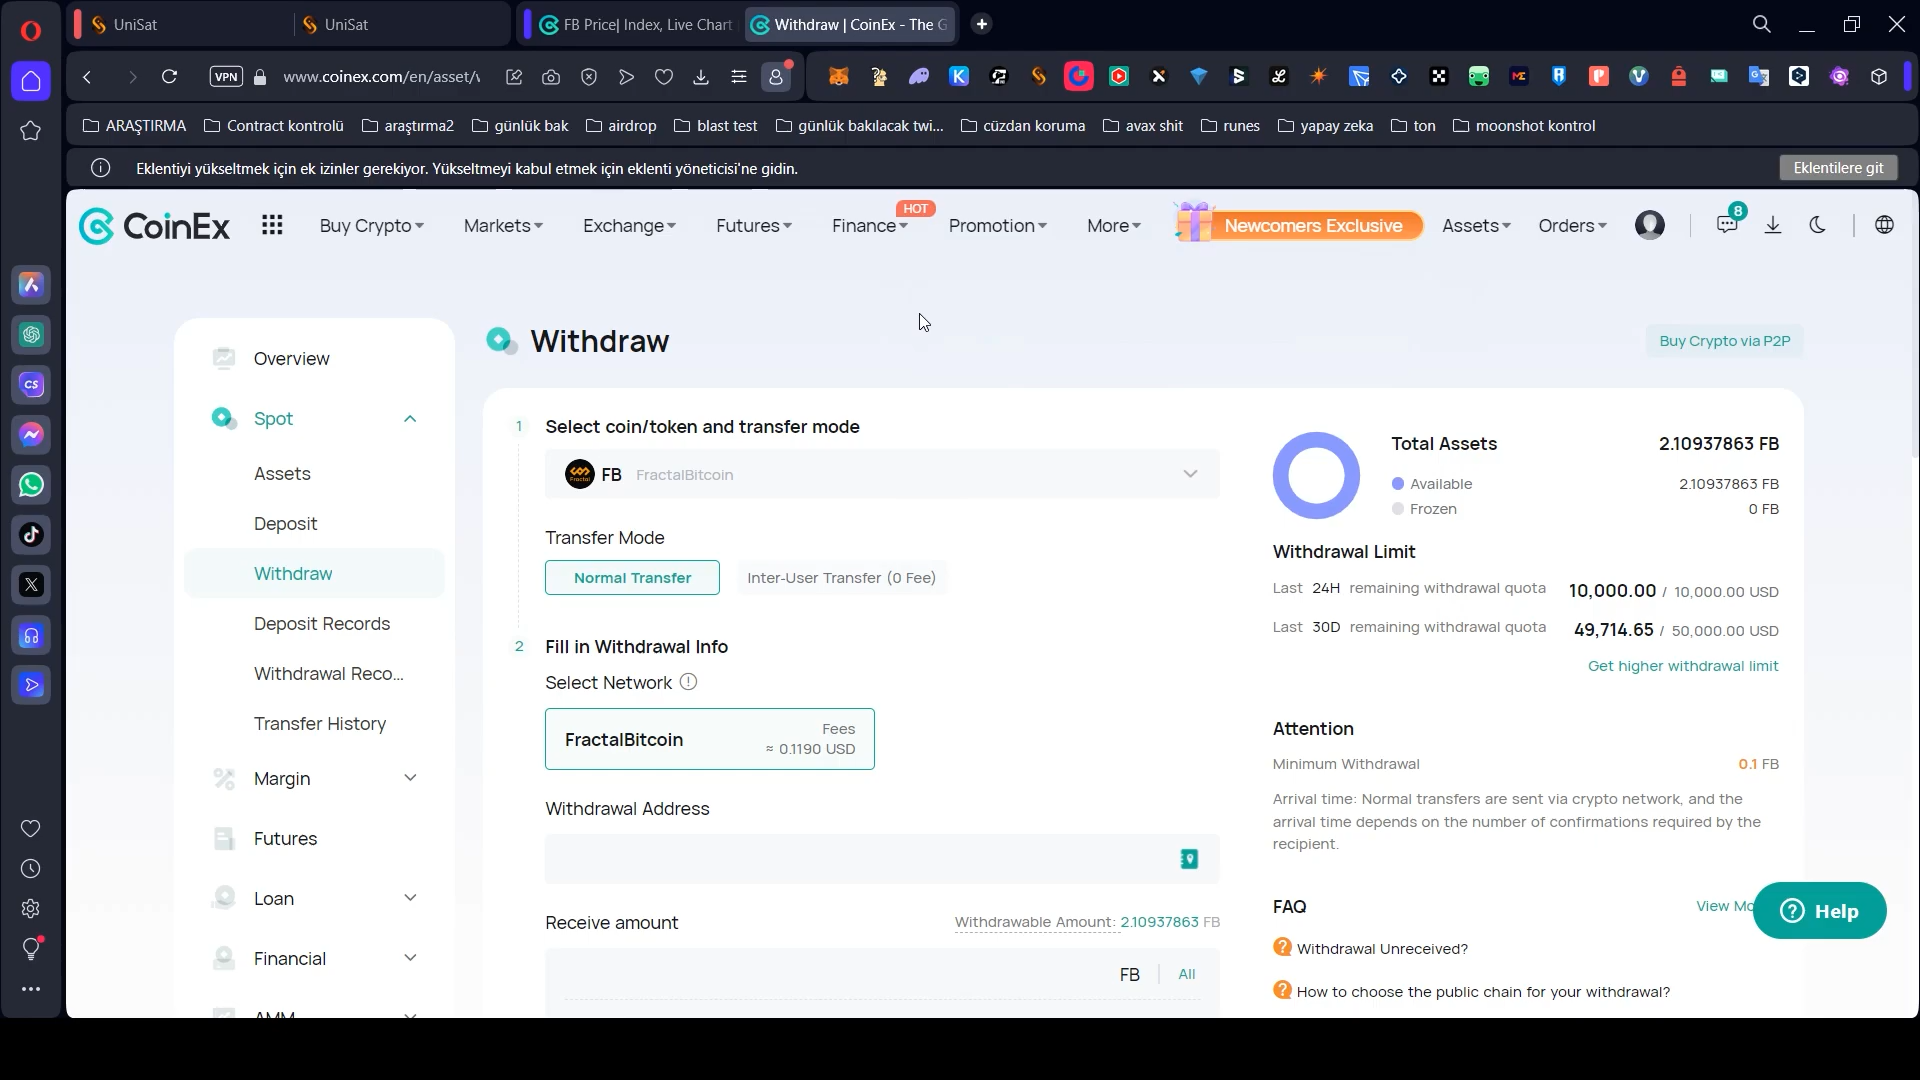 UniSat
UniSat
FB Price| Index, Live Chart
Withdraw | CoinEx - The G
VPN
www.coinex.com/en/asset/
ARAŞTIRMA
Contract kontrolü
araştırma2
günlük bak
airdrop
blast test
günlük bakılacak twi...
cüzdan koruma
avax shit
runes
yapay zeka
ton
moonshot kontrol
Eklentiyi yükseltmek için ek izinler gerekiyor. Yükseltmeyi kabul etmek için eklenti yöneticisi'ne gidin.
Eklentilere git
CoinEx
Buy Crypto
Markets
Exchange
Futures
Finance
HOT
Promotion
More
Newcomers Exclusive
Assets
Orders
8
Overview
Spot
Assets
Deposit
Withdraw
Deposit Records
Withdrawal Reco...
Transfer History
Margin
Futures
Loan
Financial
AMM
Withdraw
Buy Crypto via P2P
1 Select coin/token and transfer mode
FB FractalBitcoin
Transfer Mode
Normal Transfer
Inter-User Transfer (0 Fee)
2 Fill in Withdrawal Info
Select Network
FractalBitcoin
Fees
≈ 0.1190 USD
Withdrawal Address
Receive amount
Withdrawable Amount: 2.10937863 FB
FB
All
Total Assets 2.10937863 FB
Available 2.10937863 FB
Frozen 0 FB
Withdrawal Limit
Last 24H remaining withdrawal quota 10,000.00 / 10,000.00 USD
Last 30D remaining withdrawal quota 49,714.65 / 50,000.00 USD
Get higher withdrawal limit
Attention
Minimum Withdrawal 0.1 FB
Arrival time: Normal transfers are sent via crypto network, and the
arrival time depends on the number of confirmations required by the
recipient.
FAQ
View Mo
Help
Withdrawal Unreceived?
How to choose the public chain for your withdrawal?